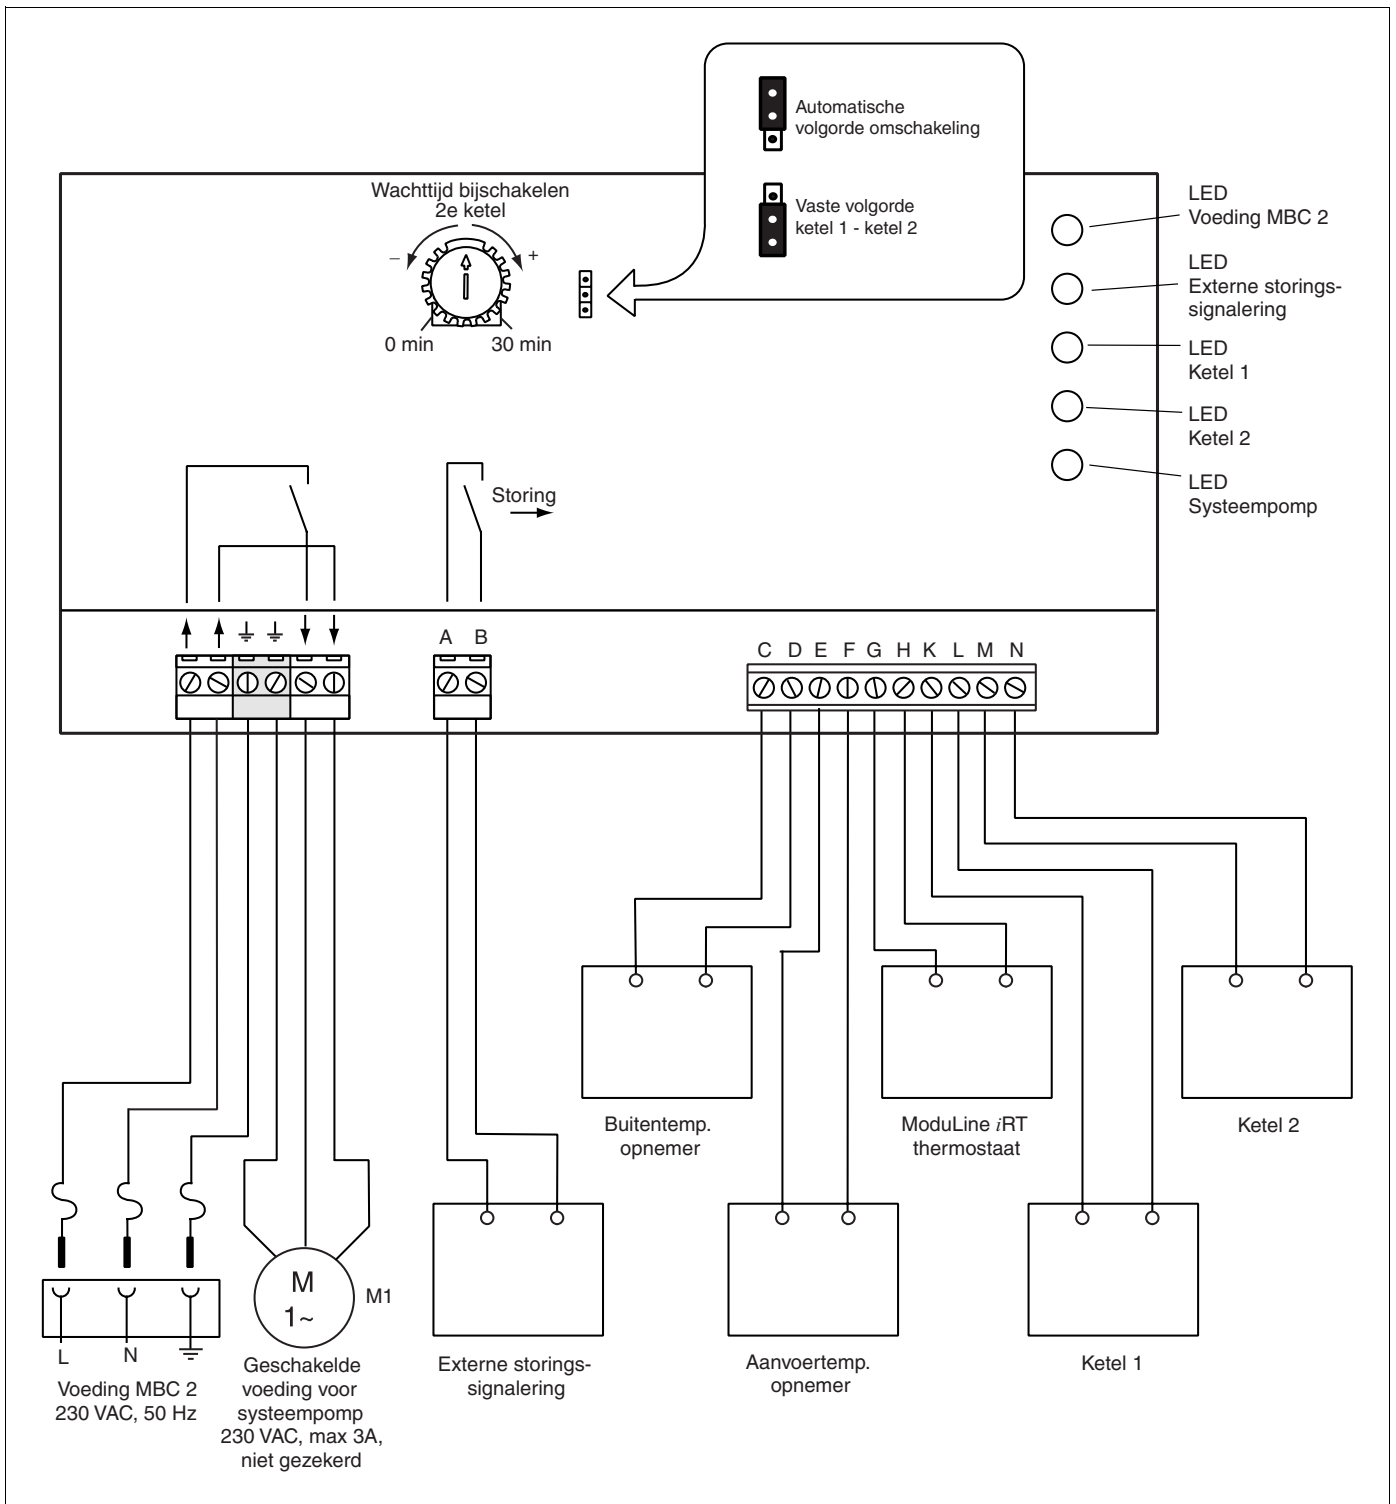 Automatische
volgorde omschakeling
Vaste volgorde
ketel 1 - ketel 2
Wachttijd bijschakelen
2e ketel
– +
0 min 30 min
LED
Voeding MBC 2
LED
Externe storings-
signalering
LED
Ketel 1
LED
Ketel 2
LED
Systeempomp
Storing
A B
C D E F G H K L M N
Buitentemp.
opnemer
ModuLine iRT
thermostaat
Ketel 2
M
1~
M1
L N
Voeding MBC 2
230 VAC, 50 Hz
Geschakelde
voeding voor
systeempomp
230 VAC, max 3A,
niet gezekerd
Externe storings-
signalering
Aanvoertemp.
opnemer
Ketel 1